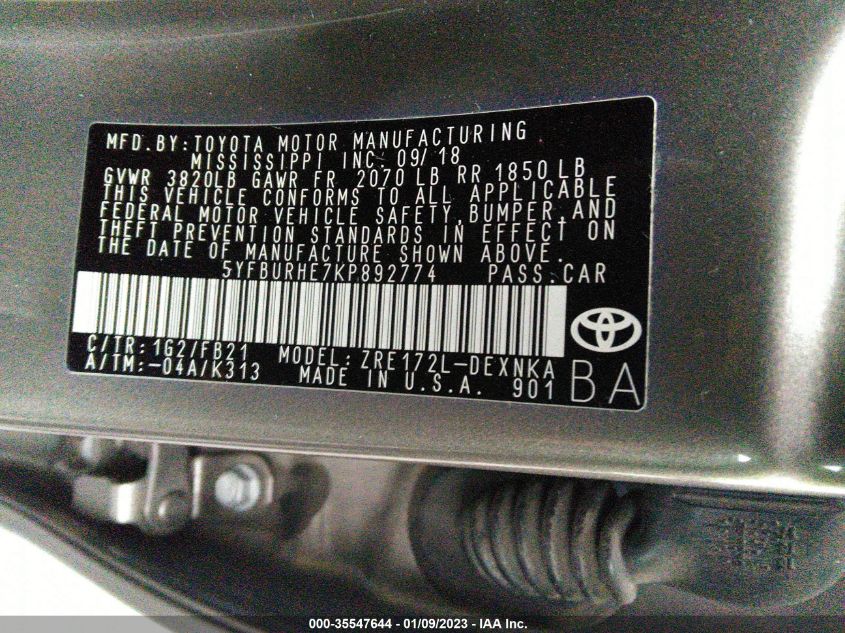 MFD.BY:TOYOTA MOTOR MANUFACTURING
MISSISSIPPI INC. 09/18
GVWR 3820LB GAWR FR 2070 LB RR 1850 LB
THIS VEHICLE CONFORMS TO ALL APPLICABLE
FEDERAL MOTOR VEHICLE SAFETY,BUMPER,AND
THEFT PREVENTION STANDARDS IN EFFECT ON
THE DATE OF MANUFACTURE SHOWN ABOVE.
5YFBURHE7KP892774 PASS.CAR
C/TR:1G2/FB21 MODEL:ZRE172L-DEXNKA
A/TM:-04A/K313 MADE IN U.S.A. 901
BA
000-35547644 - 01/09/2023 - IAA Inc.